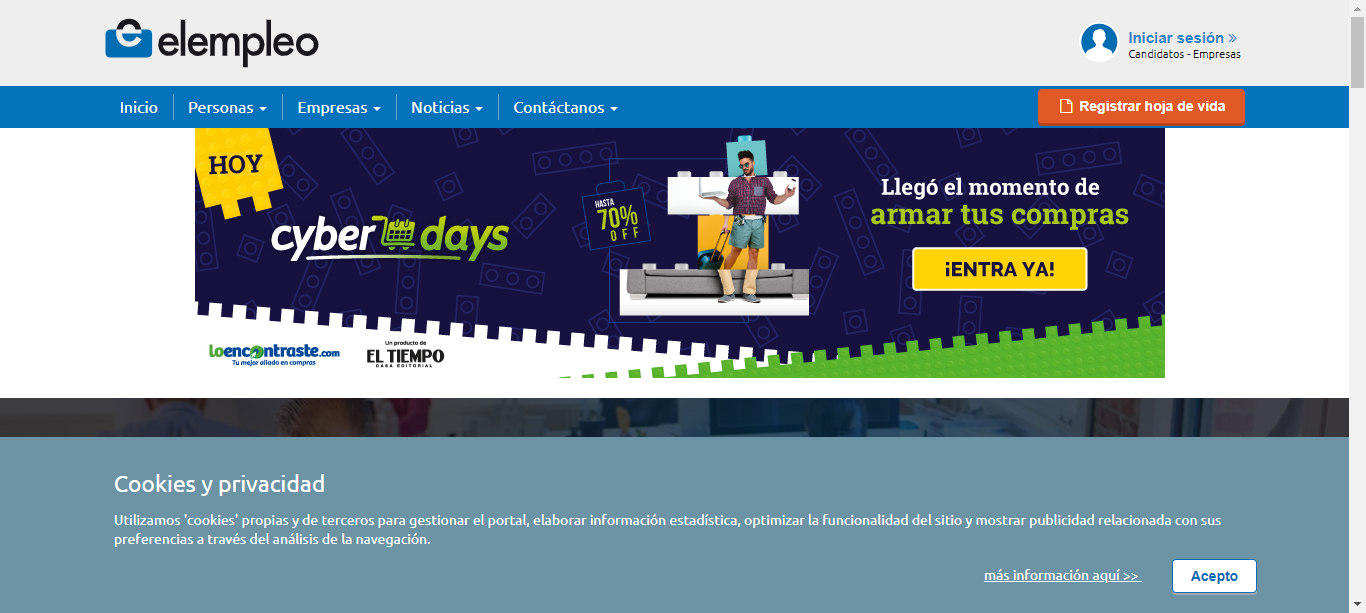 elempleo
Iniciar sesión »
Candidatos - Empresas
Inicio
Personas
Empresas
Noticias
Contáctanos
Registrar hoja de vida
HOY
cyber days
HASTA
70%
OFF
Llegó el momento de
armar tus compras
¡ENTRA YA!
loencontraste.com
Tu mejor aliado en compras
Un producto de
EL TIEMPO
CASA EDITORIAL
Cookies y privacidad
Utilizamos 'cookies' propias y de terceros para gestionar el portal, elaborar información estadística, optimizar la funcionalidad del sitio y mostrar publicidad relacionada con sus
preferencias a través del análisis de la navegación.
más información aquí >>
Acepto